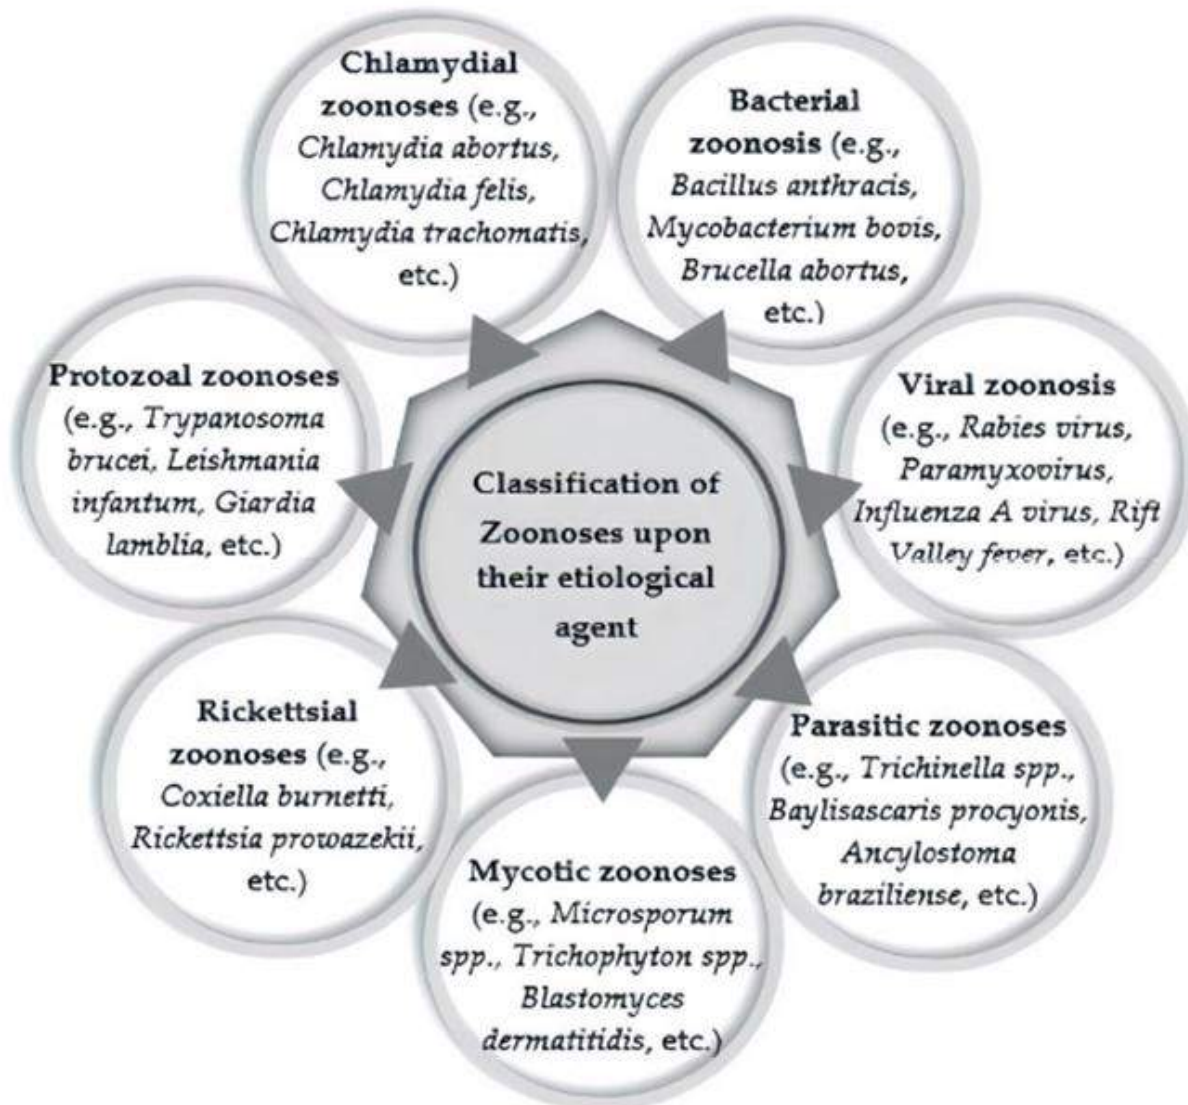 Chlamydial
zoonoses (e.g.,
Chlamydia abortus,
Chlamydia felis,
Chlamydia trachomatis,
etc.)
Bacterial
zoonosis (e.g.,
Bacillus anthracis,
Mycobacterium bovis,
Brucella abortus,
etc.)
Protozoal zoonoses
(e.g., Trypanosoma
brucei, Leishmania
infantum, Giardia
lamblia, etc.)
Classification of
Zoonoses upon
their etiological
agent
Viral zoonosis
(e.g., Rabies virus,
Paramyxovirus,
Influenza A virus, Rift
Valley fever, etc.)
Rickettsial
zoonoses (e.g.,
Coxiella burnetti,
Rickettsia prowazekii,
etc.)
Mycotic zoonoses
(e.g., Microsporum
spp., Trichophyton spp.,
Blastomyces
dermatitidis, etc.)
Parasitic zoonoses
(e.g., Trichinella spp.,
Baylisascaris procyonis,
Ancylostoma
braziliense, etc.)